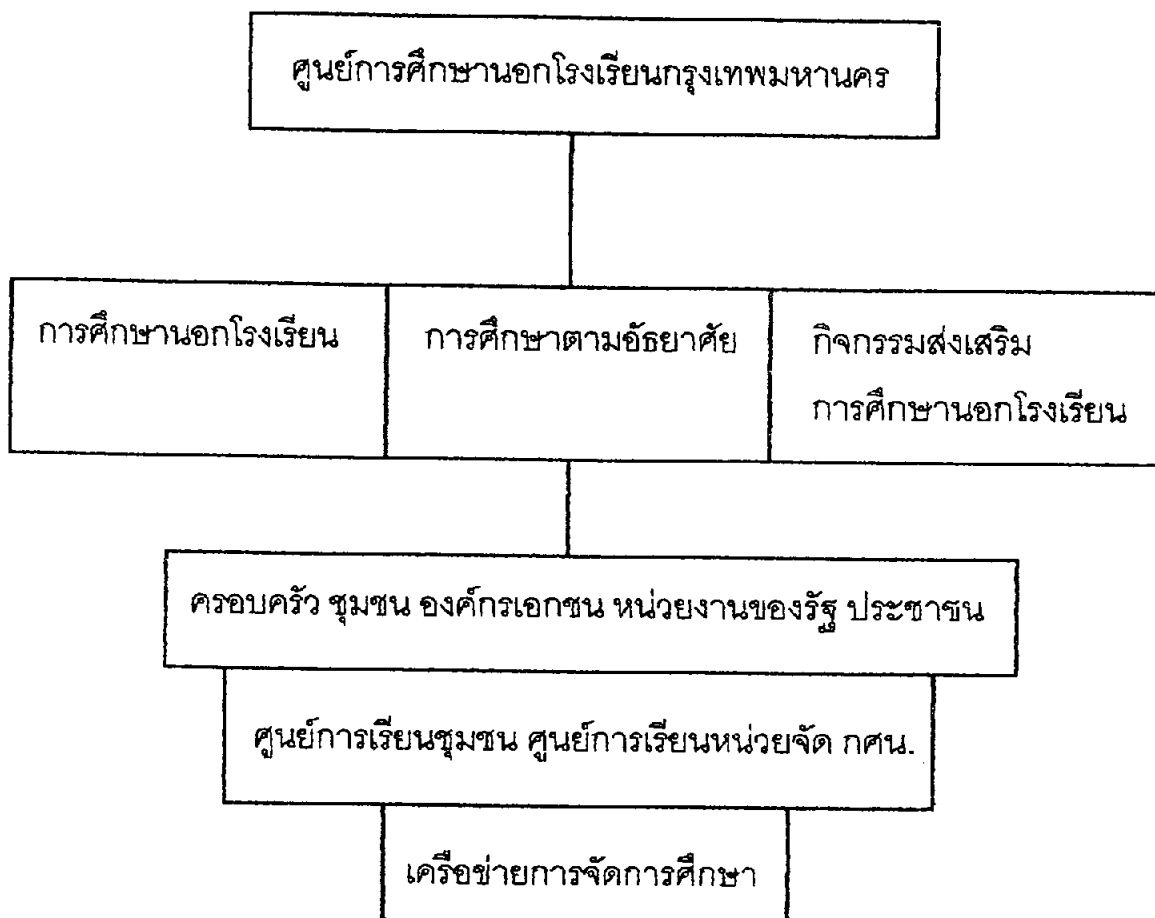 ศูนย์การศึกษานอกโรงเรียนกรุงเทพมหานคร
การศึกษานอกโรงเรียน
การศึกษาตามอัธยาศัย
กิจกรรมส่งเสริม
การศึกษานอกโรงเรียน
ครอบครัว ชุมชน องค์กรเอกชน หน่วยงานของรัฐ ประชาชน
ศูนย์การเรียนชุมชน ศูนย์การเรียนหน่วยจัด กศน.
เครือข่ายการจัดการศึกษา